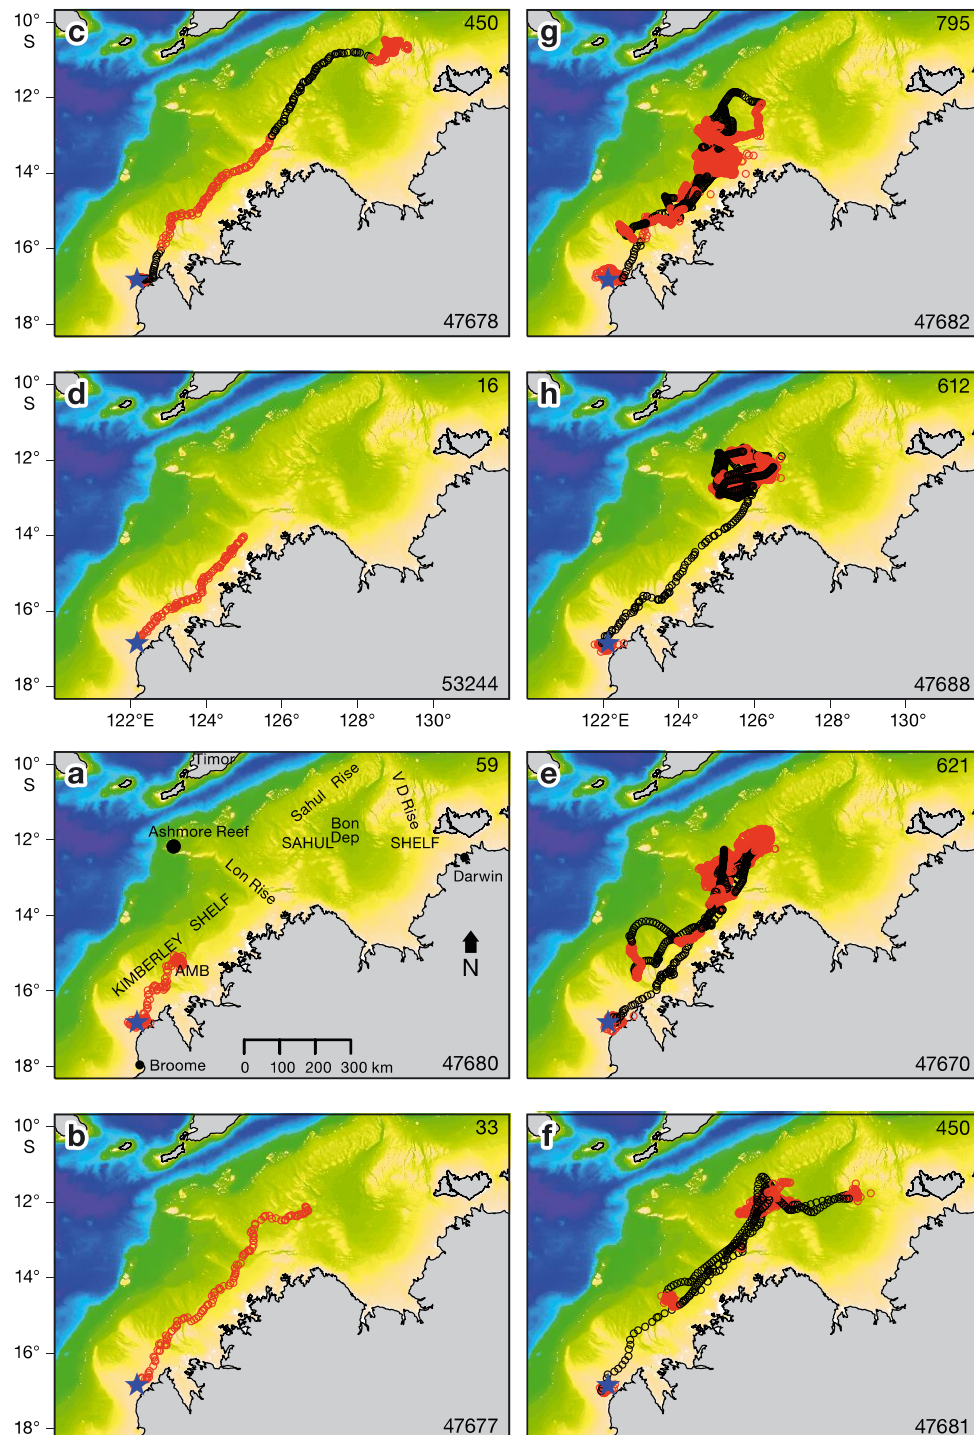 10°
S
12°
14°
16°
18°
c
450
47678
g
795
47682
10°
S
12°
14°
16°
18°
d
16
53244
122°E
124°
126°
128°
130°
h
612
47688
122°E
124°
126°
128°
130°
10°
S
12°
14°
16°
18°
a
59
Timor
Sahul Rise
V D Rise
Ashmore Reef
Bon
Dep
SAHUL
SHELF
Darwin
Lon Rise
KIMBERLEY SHELF
AMB
N
0 100 200 300 km
Broome
47680
e
621
47670
10°
S
12°
14°
16°
18°
b
33
47677
f
450
47681